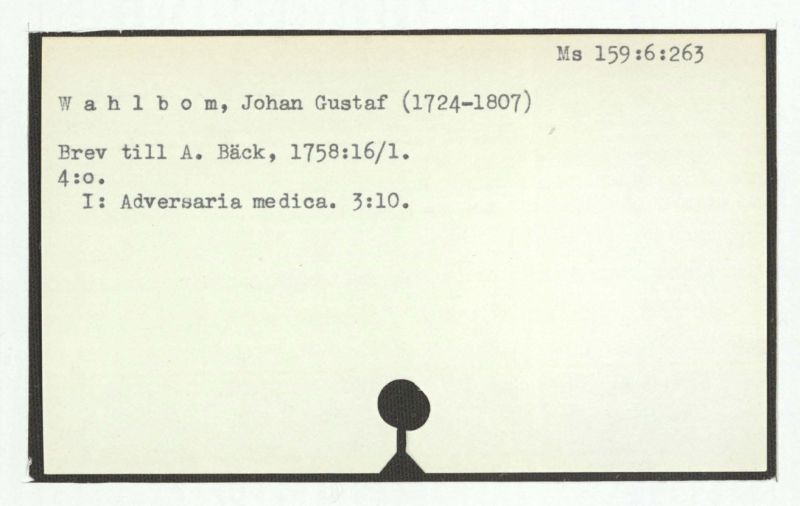 Ms 159:6:263
W a h l b o m, Johan Gustaf (1724-1807)
Brev till A. Bäck, 1758:16/1.
4:o.
I: Adversaria medica. 3:10.